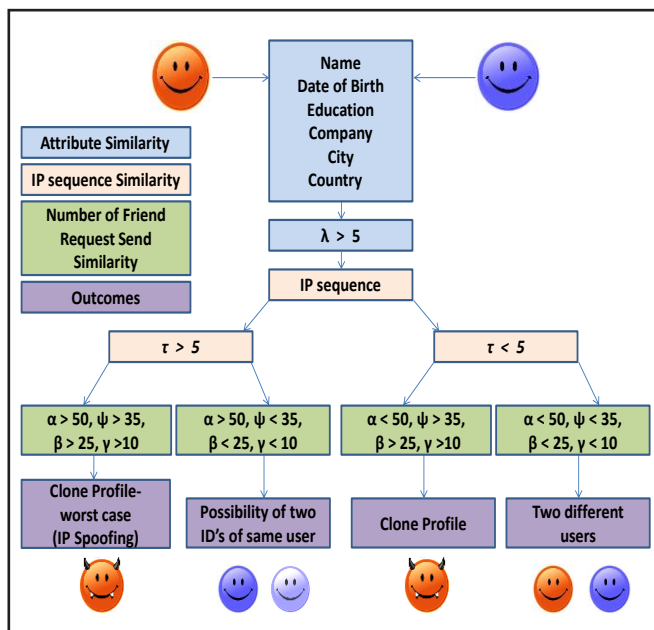 Name
Date of Birth
Education
Company
City
Country
Attribute Similarity
IP sequence Similarity
Number of Friend
Request Send
Similarity
Outcomes
λ > 5
IP sequence
τ > 5
τ < 5
α > 50, ψ > 35,
β > 25, γ >10
α > 50, ψ < 35,
β < 25, γ < 10
α < 50, ψ > 35,
β > 25, γ >10
α < 50, ψ < 35,
β < 25, γ < 10
Clone Profile-
worst case
(IP Spoofing)
Possibility of two
ID's of same user
Clone Profile
Two different
users